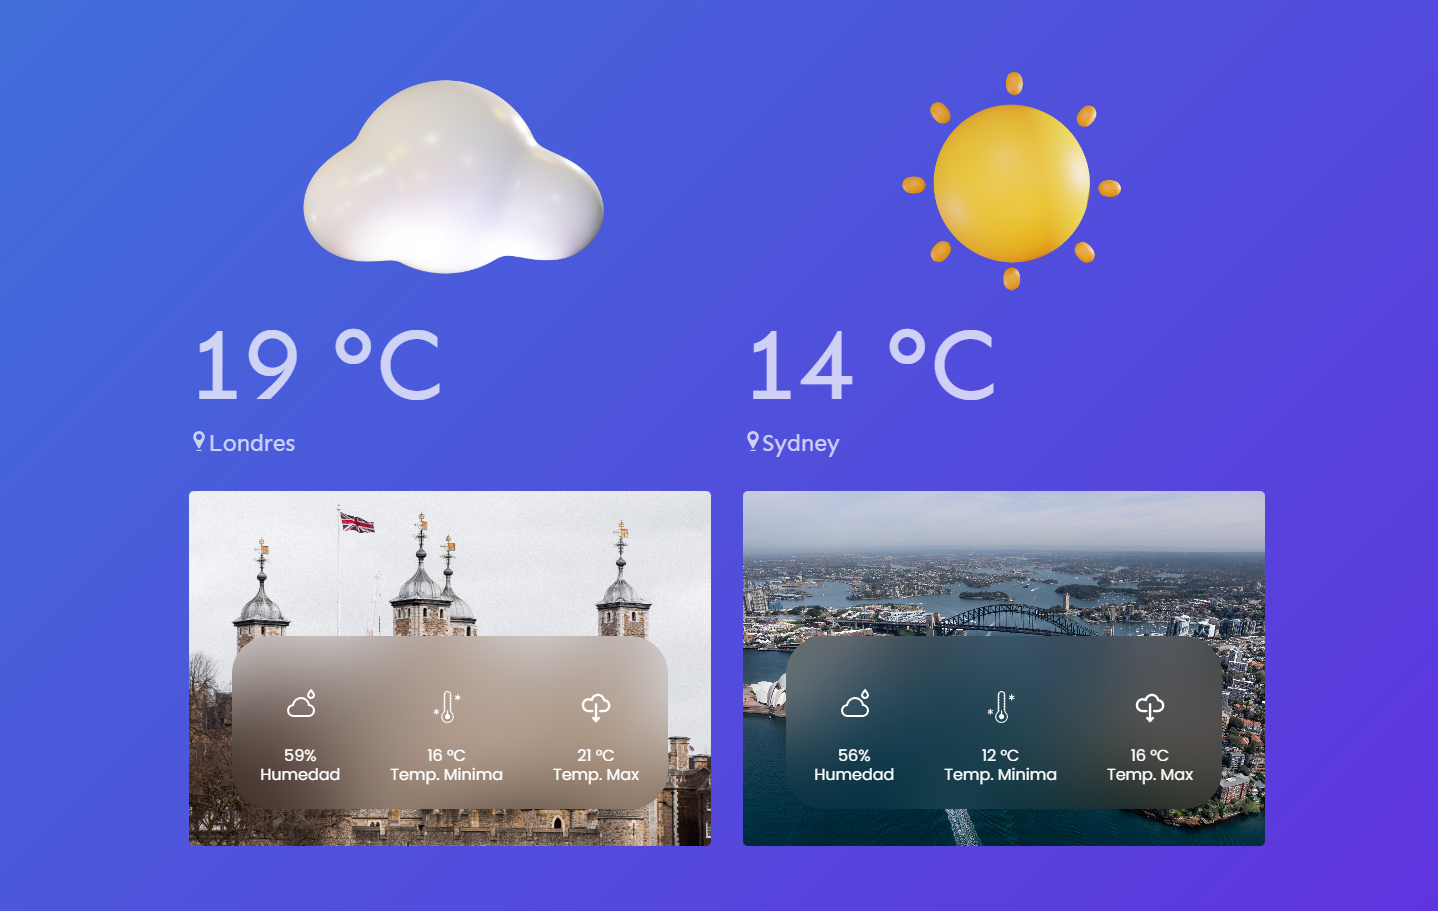 19 °C
Londres
59%
Humedad
16 °C
Temp. Minima
21 °C
Temp. Max
14 °C
Sydney
56%
Humedad
12 °C
Temp. Minima
16 °C
Temp. Max